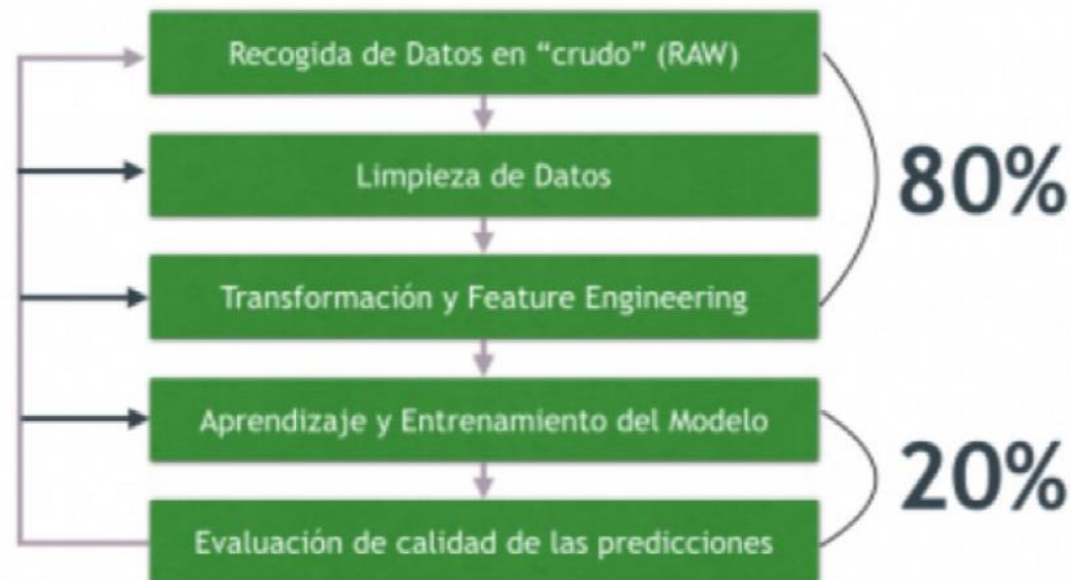 Recogida de Datos en “crudo” (RAW)
Limpieza de Datos
80%
Transformación y Feature Engineering
Aprendizaje y Entrenamiento del Modelo
20%
Evaluación de calidad de las predicciones